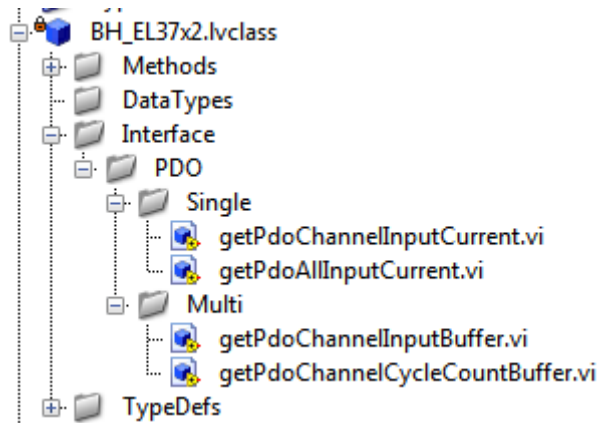 BH_EL37x2.lvclass
Methods
DataTypes
Interface
PDO
Single
getPdoChannelInputCurrent.vi
getPdoAllInputCurrent.vi
Multi
getPdoChannelInputBuffer.vi
getPdoChannelCycleCountBuffer.vi
TypeDefs